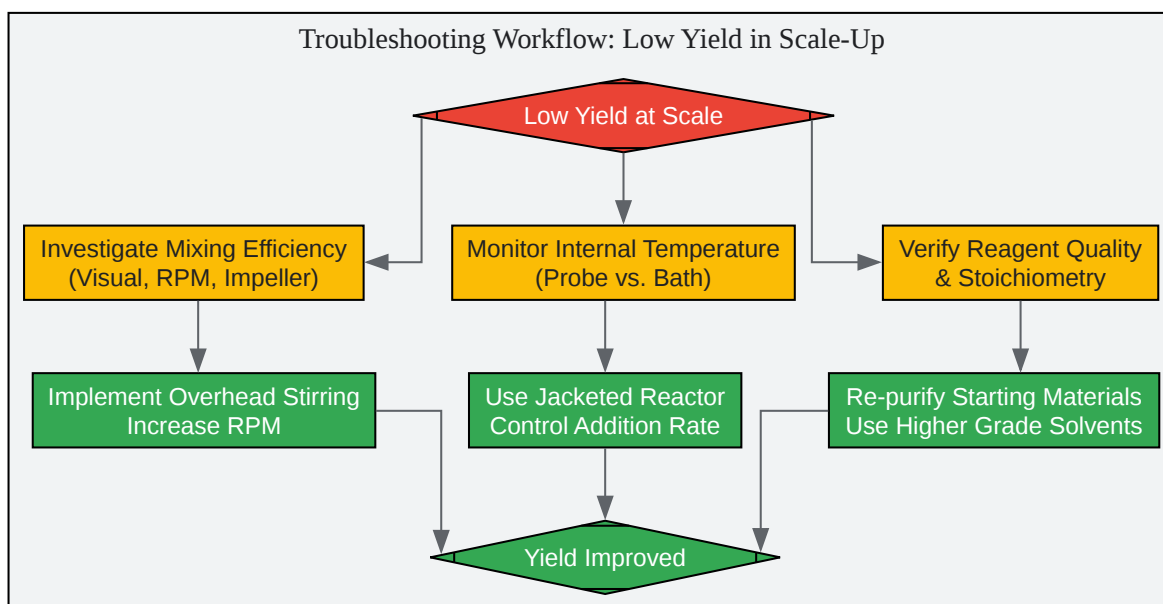 Troubleshooting Workflow: Low Yield in Scale-Up
Low Yield at Scale
Investigate Mixing Efficiency
(Visual, RPM, Impeller)
Monitor Internal Temperature
(Probe vs. Bath)
Verify Reagent Quality
& Stoichiometry
Implement Overhead Stirring
Increase RPM
Use Jacketed Reactor
Control Addition Rate
Re-purify Starting Materials
Use Higher Grade Solvents
Yield Improved